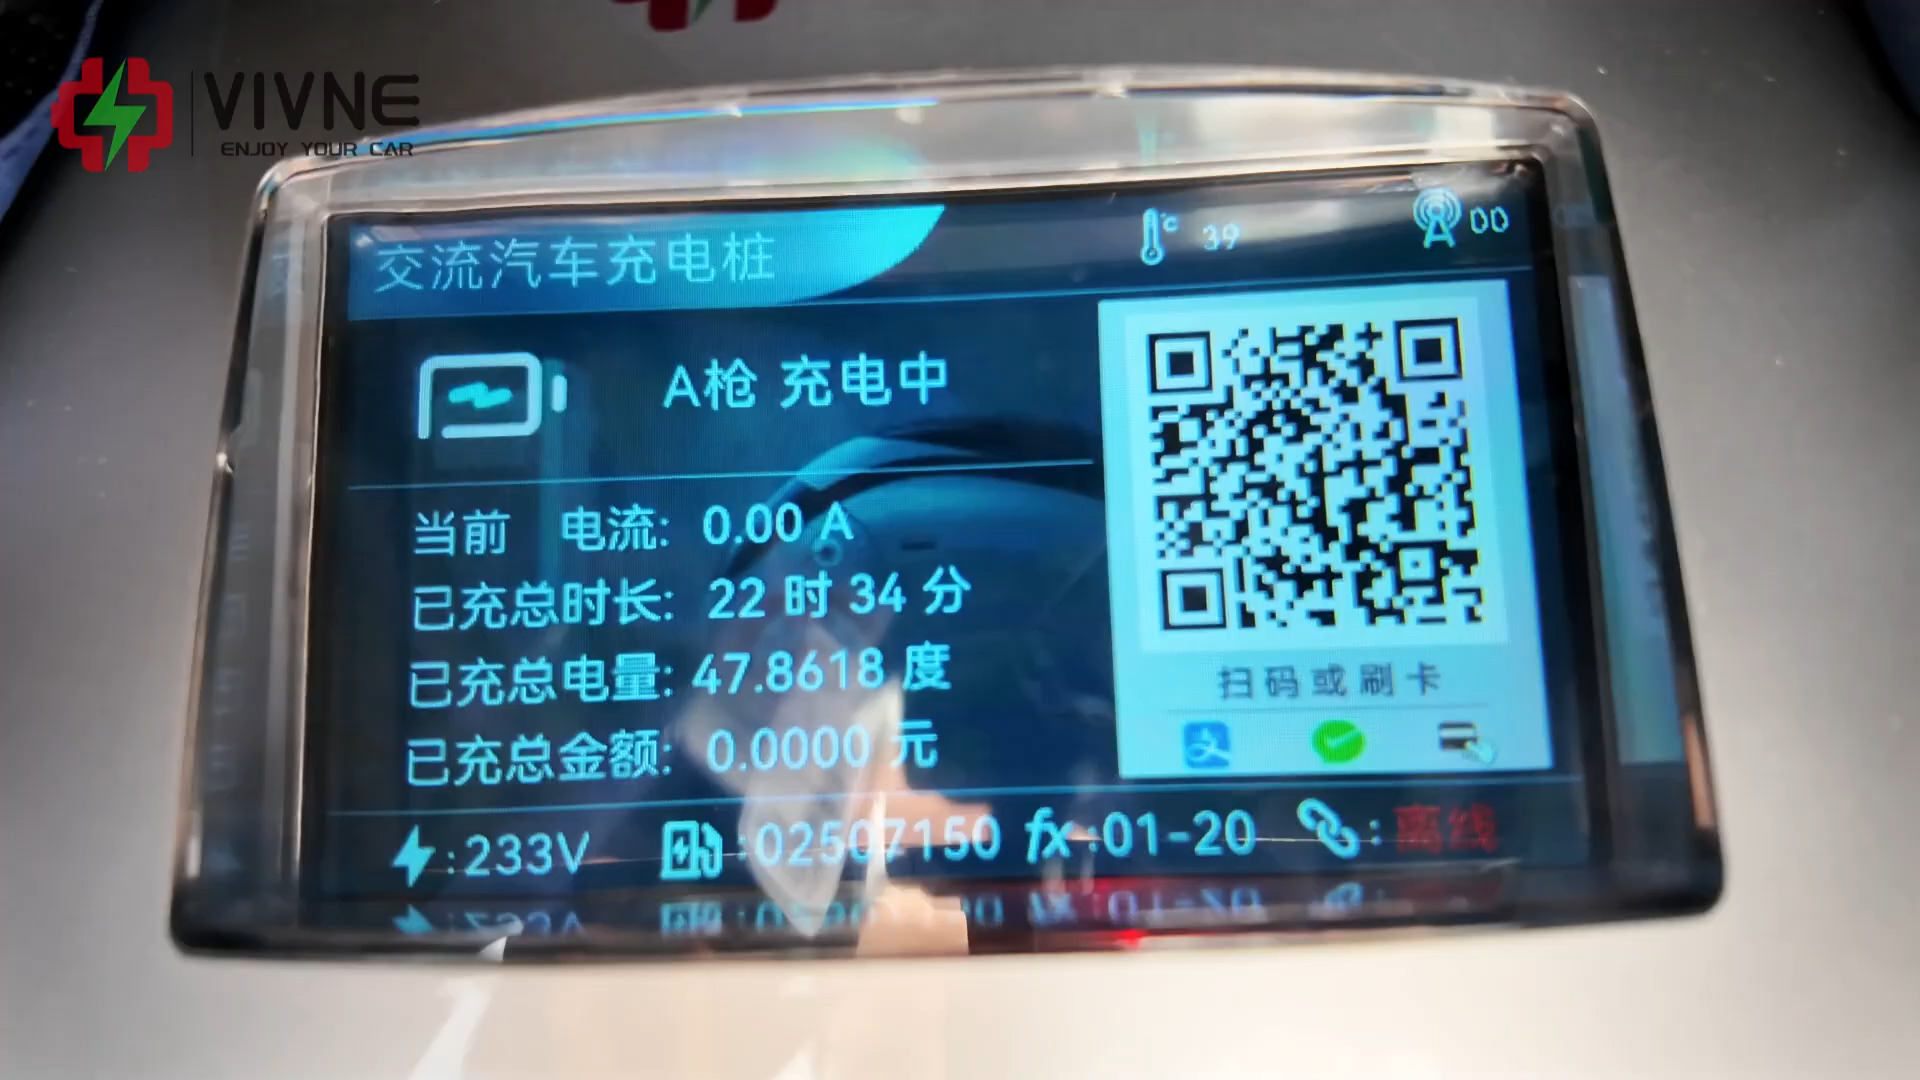 VIVNE
ENJOY YOUR CAR
交流汽车充电桩
°C 39
00
A枪 充电中
当前 电流: 0.00 A
已充总时长: 22 时 34 分
已充总电量: 47.8618 度
已充总金额: 0.0000 元
扫码或刷卡
支
:233V
:02507150
fx:01-20
:离线